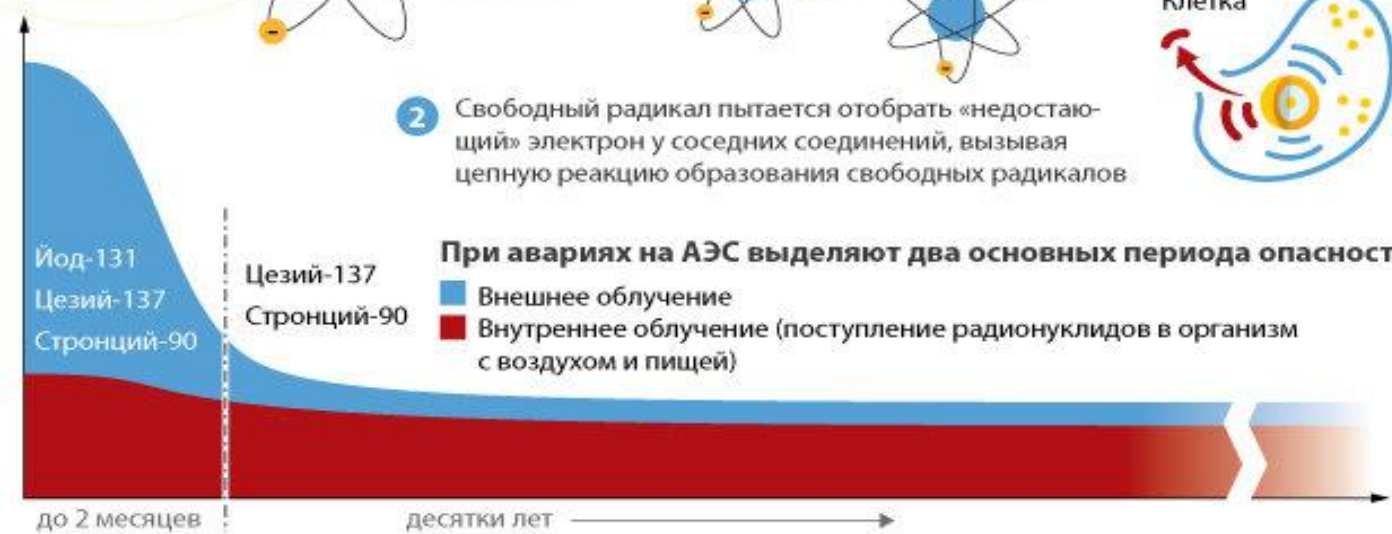 Клетка
2
Свободный радикал пытается отобрать «недостаю-
щий» электрон у соседних соединений, вызывая
цепную реакцию образования свободных радикалов
При авариях на АЭС выделяют два основных периода опасност
Внешнее облучение
Внутреннее облучение (поступление радионуклидов в организм
с воздухом и пищей)
Йод-131
Цезий-137
Стронций-90
Цезий-137
Стронций-90
до 2 месяцев
десятки лет